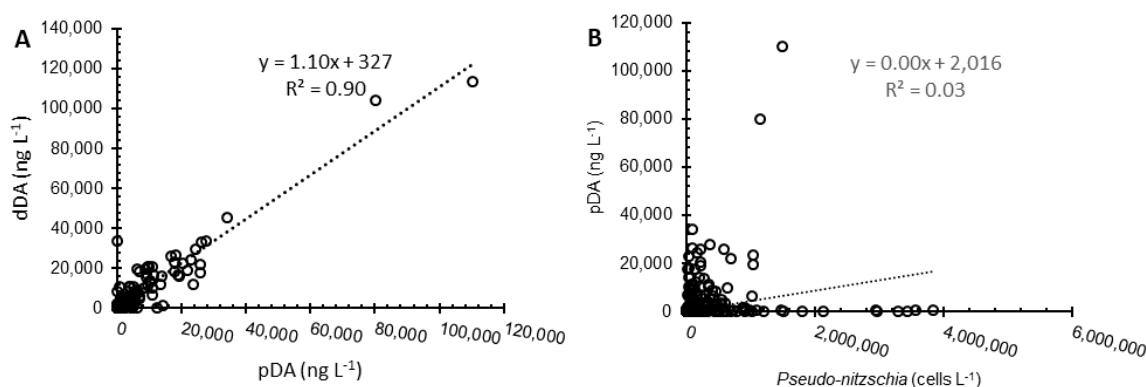 A
y = 1.10x + 327
R² = 0.90
dDA (ng L⁻¹)
140,000
120,000
100,000
80,000
60,000
40,000
20,000
0
0
20,000
40,000
60,000
80,000
100,000
120,000
pDA (ng L⁻¹)
B
y = 0.00x + 2,016
R² = 0.03
pDA (ng L⁻¹)
120,000
100,000
80,000
60,000
40,000
20,000
0
0
2,000,000
4,000,000
6,000,000
Pseudo-nitzschia (cells L⁻¹)